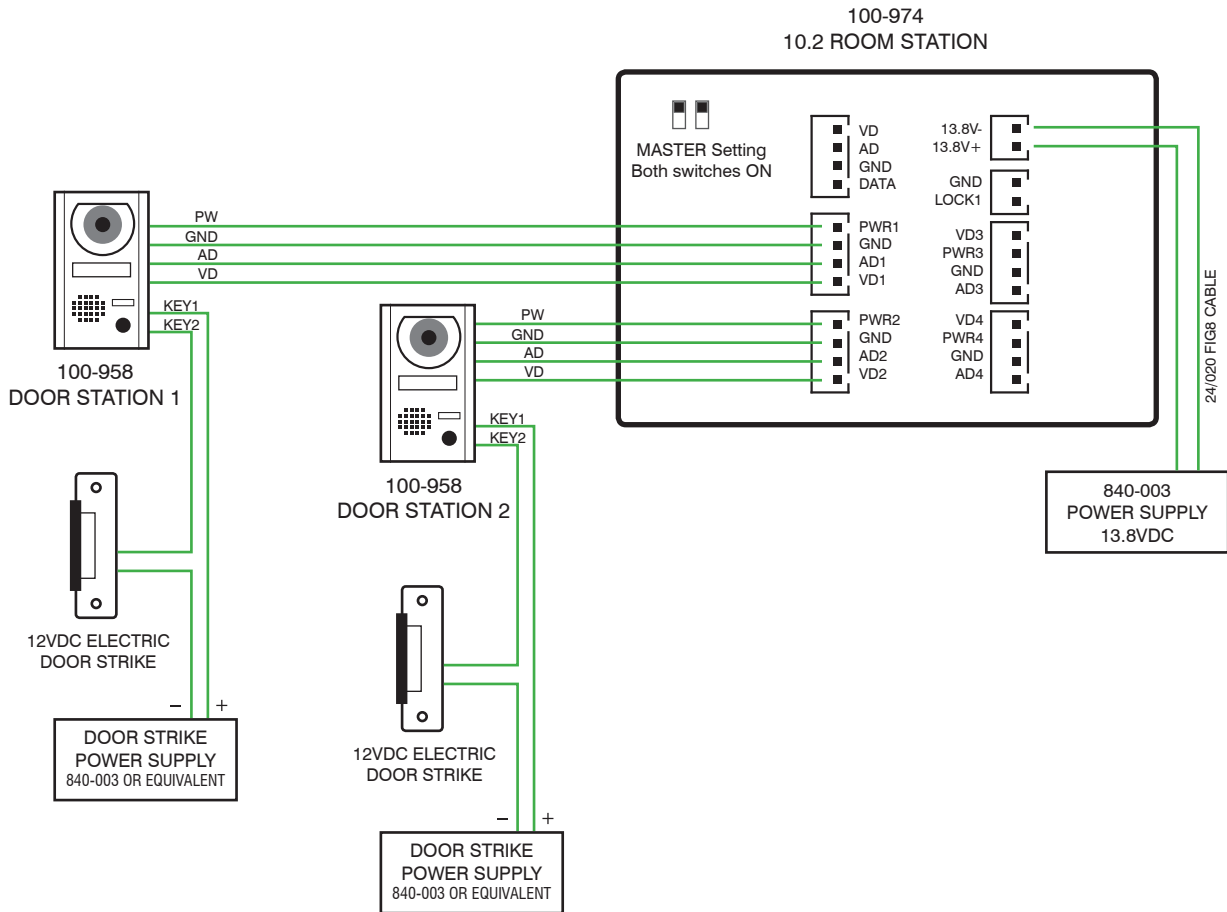 100-974
10.2 ROOM STATION
MASTER Setting
Both switches ON
VD
AD
GND
DATA
PWR1
GND
AD1
VD1
PWR2
GND
AD2
VD2
13.8V-
13.8V+
GND
LOCK1
VD3
PWR3
GND
AD3
VD4
PWR4
GND
AD4
24/020 FIG8 CABLE
840-003
POWER SUPPLY
13.8VDC
PW
GND
AD
VD
KEY1
KEY2
100-958
DOOR STATION 1
12VDC ELECTRIC
DOOR STRIKE
– +
DOOR STRIKE
POWER SUPPLY
840-003 OR EQUIVALENT
PW
GND
AD
VD
KEY1
KEY2
100-958
DOOR STATION 2
12VDC ELECTRIC
DOOR STRIKE
– +
DOOR STRIKE
POWER SUPPLY
840-003 OR EQUIVALENT